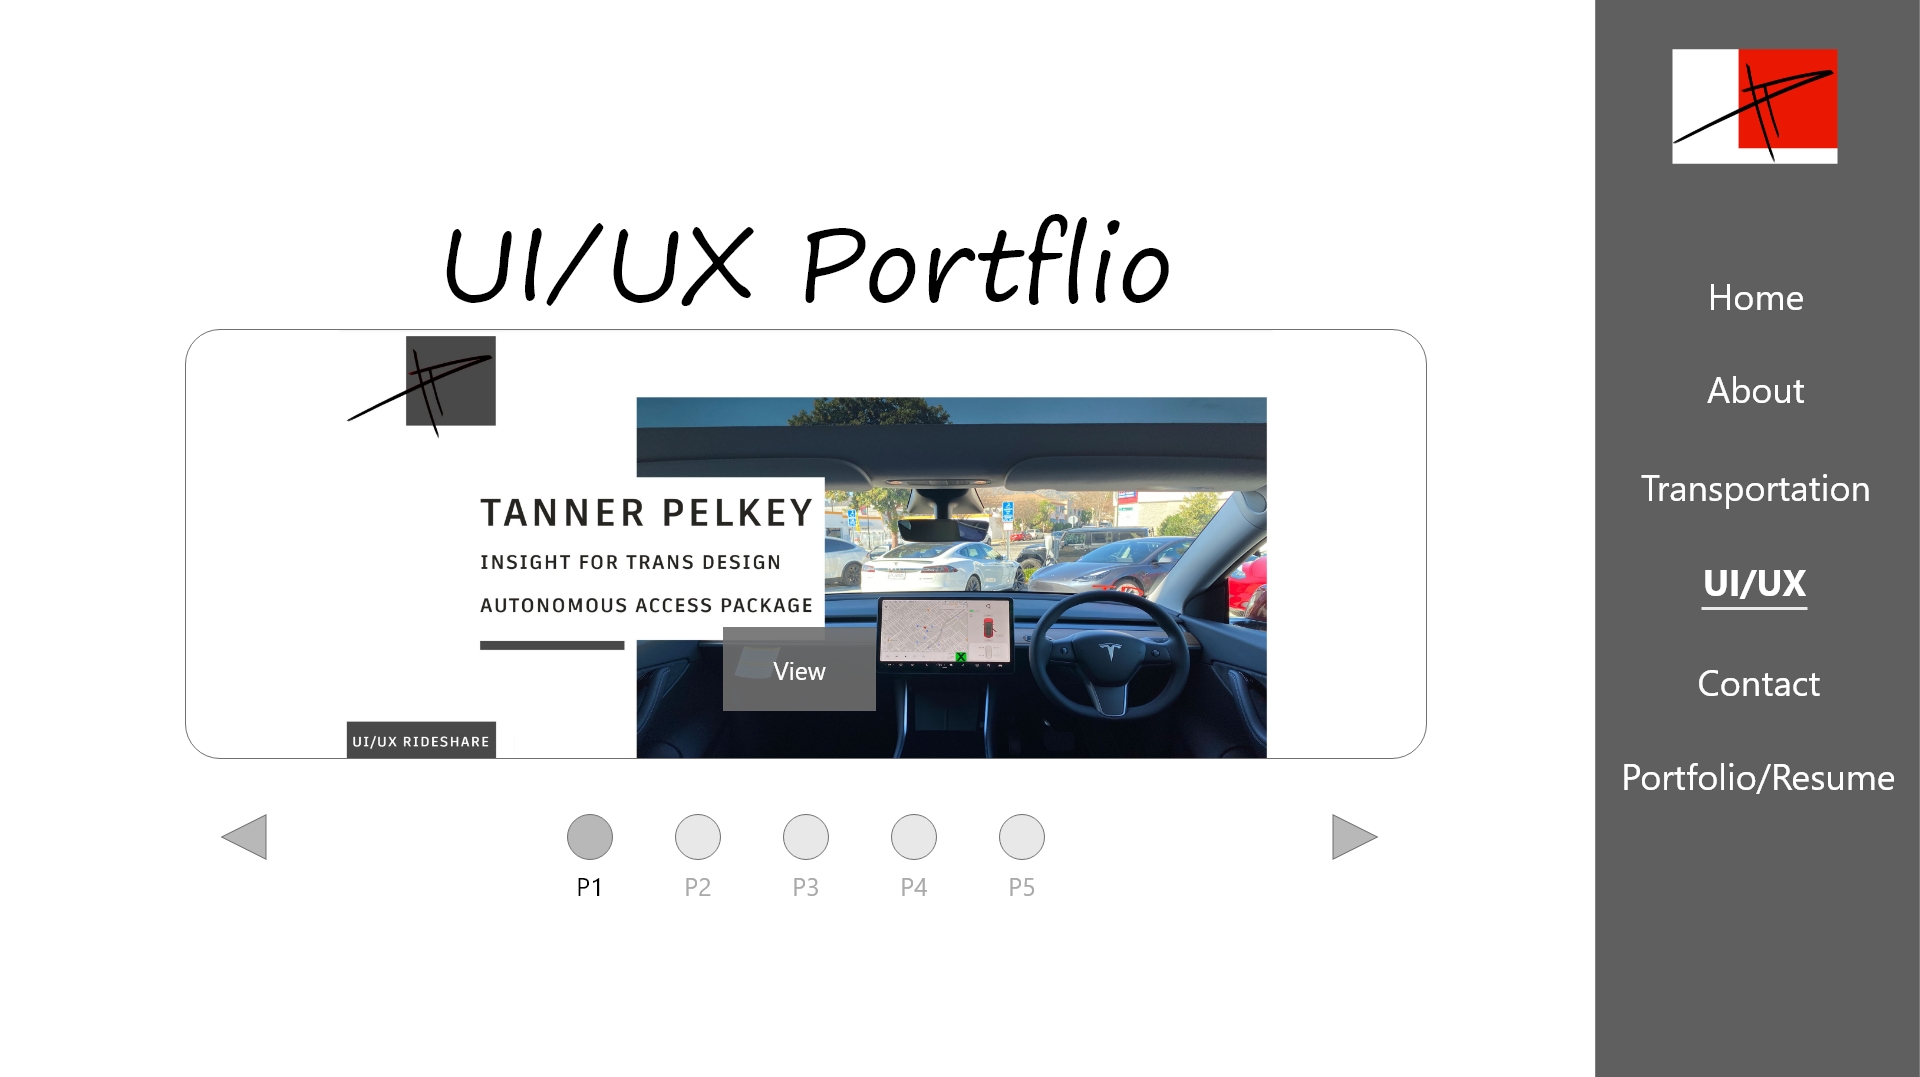 UI/UX Portflio
TANNER PELKEY
INSIGHT FOR TRANS DESIGN
AUTONOMOUS ACCESS PACKAGE
View
UI/UX RIDESHARE
P1
P2
P3
P4
P5
Home
About
Transportation
UI/UX
Contact
Portfolio/Resume